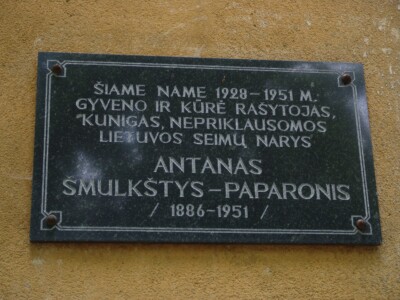 ŠIAME NAME 1928–1951 M.
GYVENO IR KŪRĖ RAŠYTOJAS,
KUNIGAS, NEPRIKLAUSOMOS
LIETUVOS SEIMŲ NARYS
ANTANAS
ŠMULKŠTYS–PAPARONIS
/ 1886–1951 /